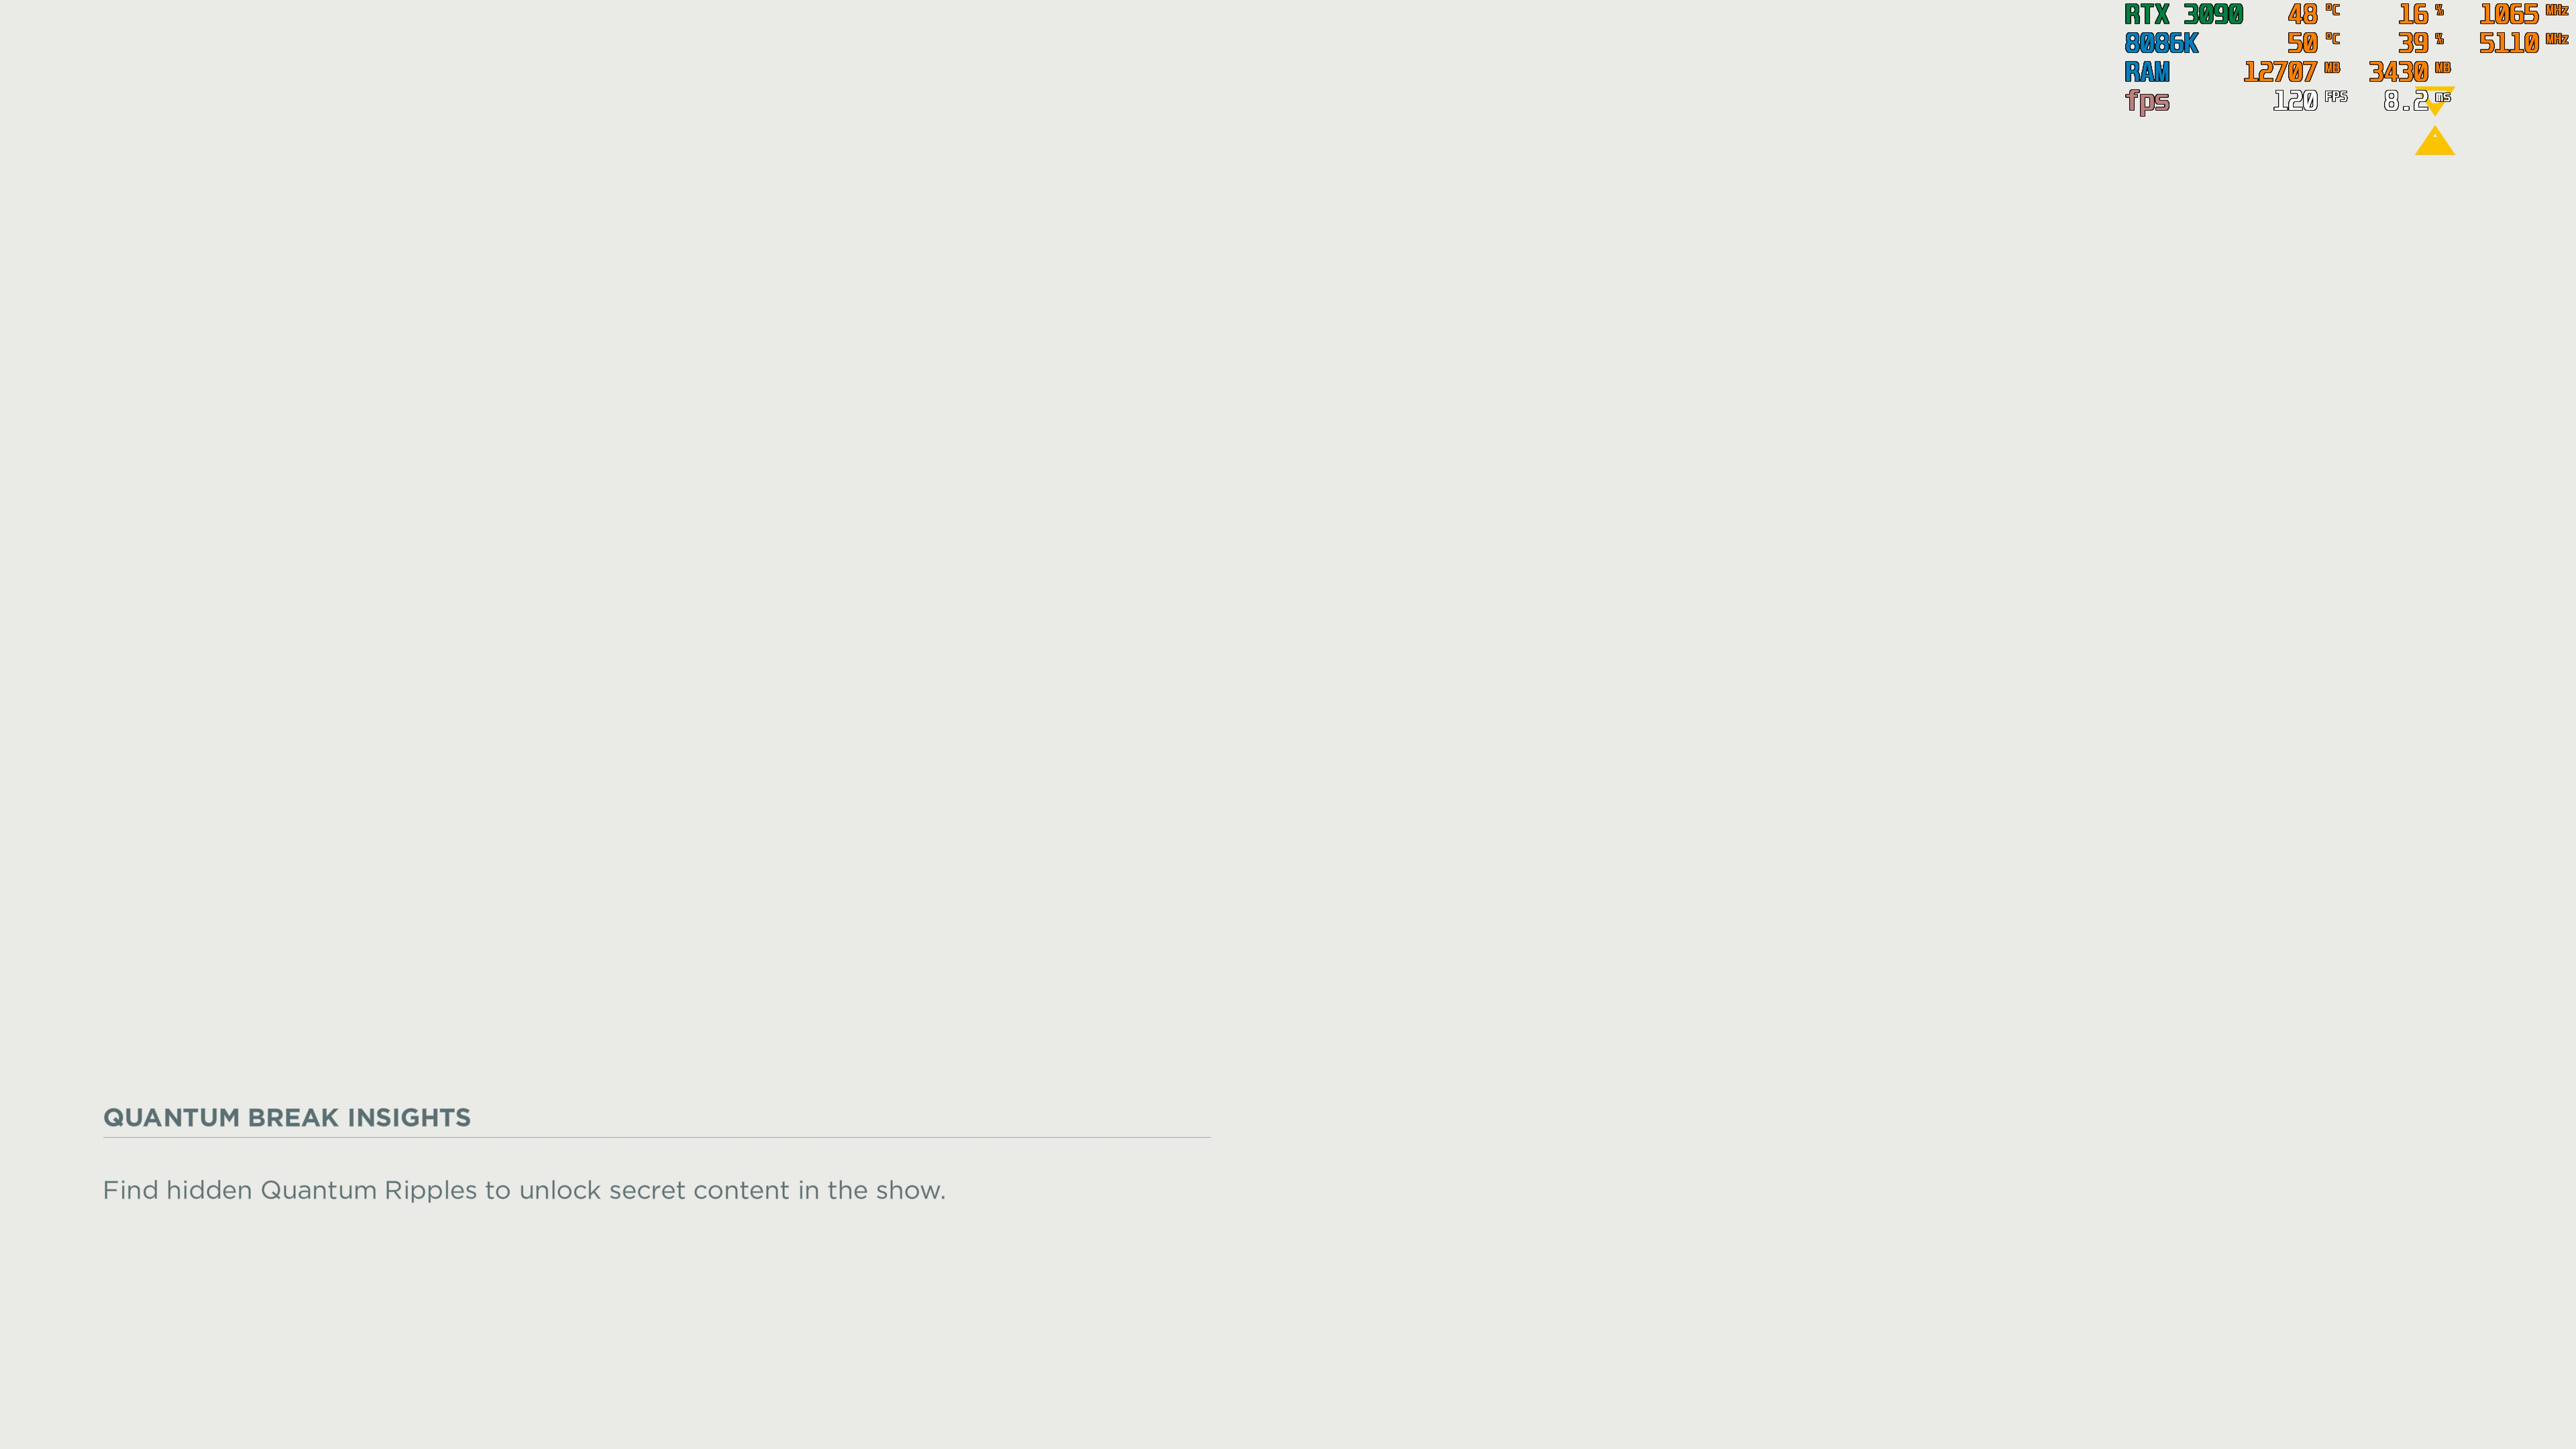 RTX 3090 48 °C 16 % 1065 MHz
8086K 50 °C 39 % 5110 MHz
RAM 12707 MB 3430 MB
fps 120 FPS 8.2 ms
QUANTUM BREAK INSIGHTS
Find hidden Quantum Ripples to unlock secret content in the show.